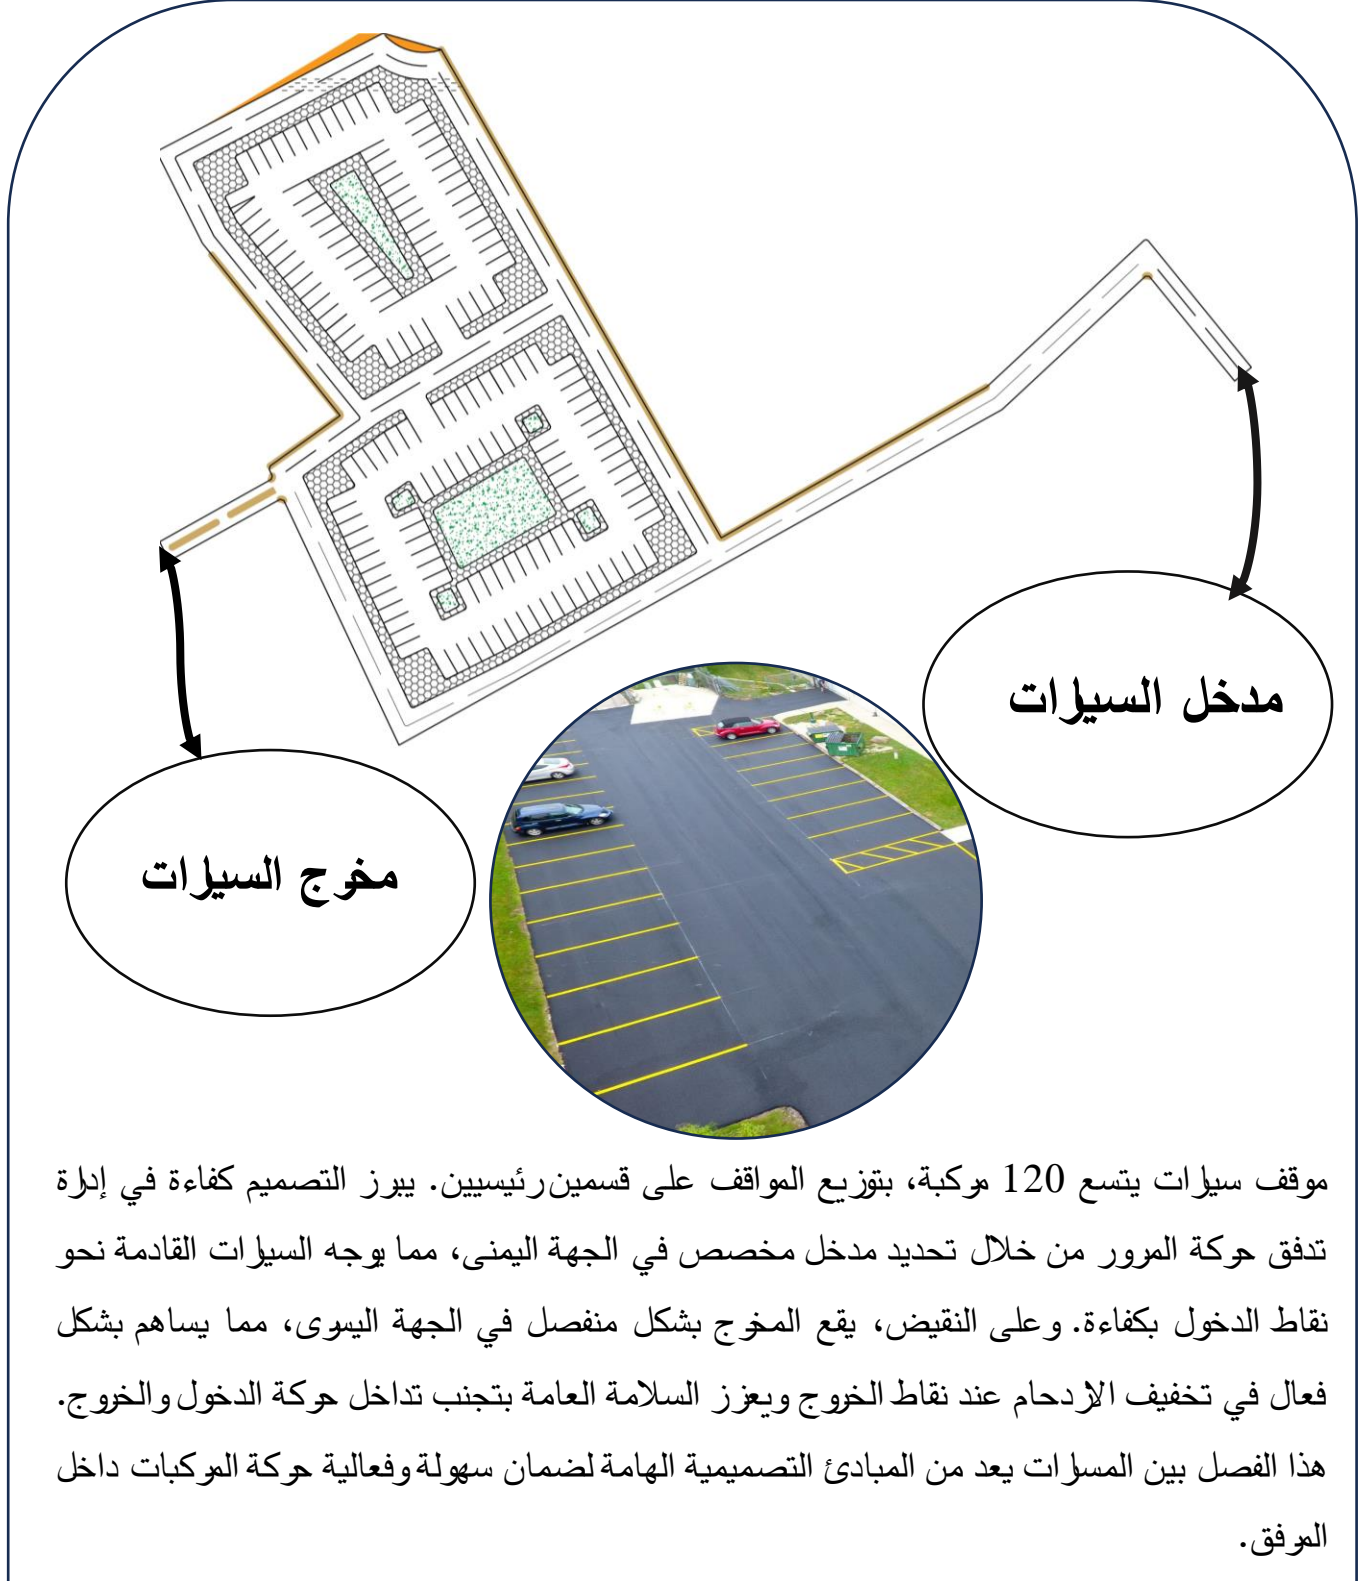 مدخل السيارات
مخرج السيارات
موقف سيارات يتسع 120 مركبة، بتوزيع المواقف على قسمين رئيسيين. يبرز التصميم كفاءة في إدارة
تدفق حركة المرور من خلال تحديد مدخل مخصص في الجهة اليمنى، مما يوجه السيارات القادمة نحو
نقاط الدخول بكفاءة. وعلى النقيض، يقع المخرج بشكل منفصل في الجهة اليسرى، مما يساهم بشكل
فعال في تخفيف الازدحام عند نقاط الخروج ويعزز السلامة العامة بتجنب تداخل حركة الدخول والخروج.
هذا الفصل بين المسارات يعد من المبادئ التصميمية الهامة لضمان سهولة وفعالية حركة المركبات داخل
المرفق.